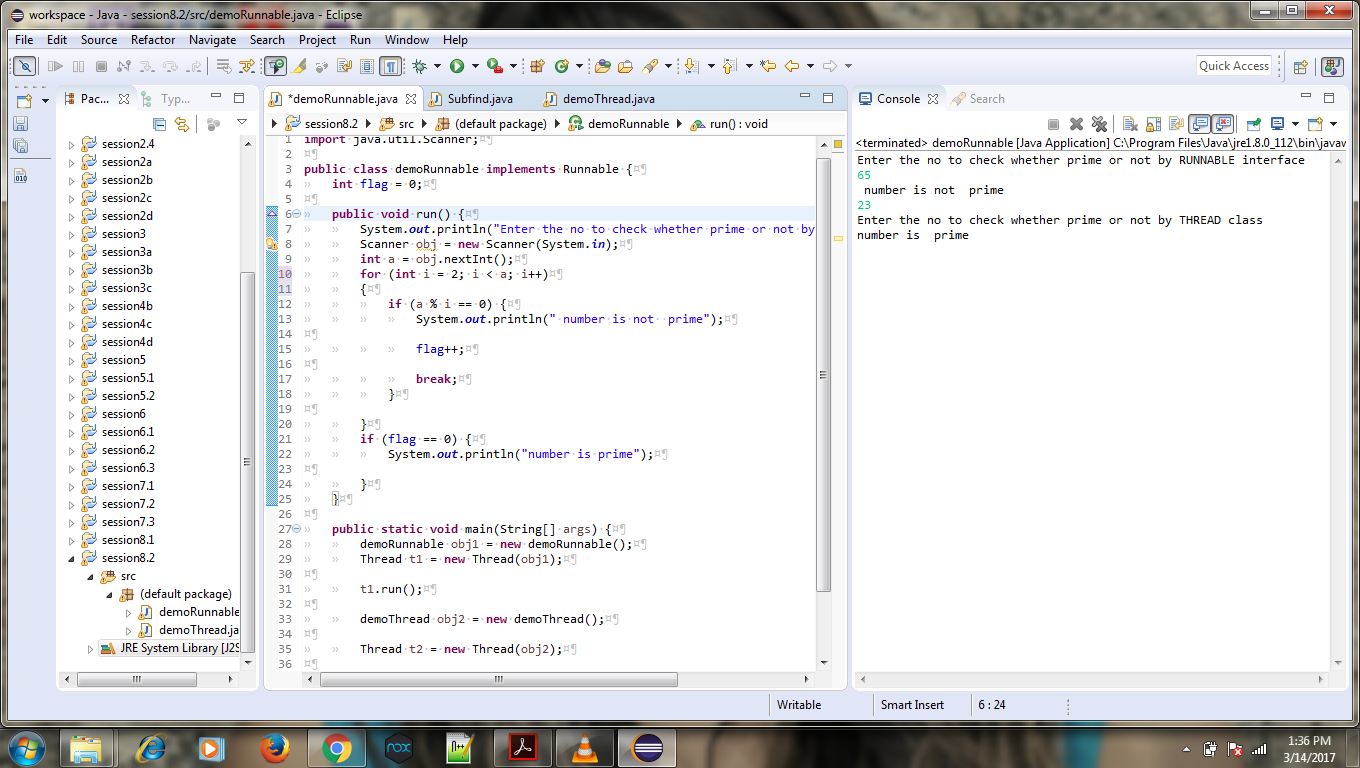 workspace - Java - session8.2/src/demoRunnable.java - Eclipse
File Edit Source Refactor Navigate Search Project Run Window Help
Quick Access
Pac... Typ...
session2.4
session2a
session2b
session2c
session2d
session3
session3a
session3b
session3c
session4b
session4c
session4d
session5
session5.1
session5.2
session6
session6.1
session6.2
session6.3
session7.1
session7.2
session7.3
session8.1
session8.2
src
(default package)
demoRunnable
demoThread.ja
JRE System Library [J2S
*demoRunnable.java Subfind.java demoThread.java
session8.2 src (default package) demoRunnable run() : void
1 import java.util.Scanner;
2
3 public class demoRunnable implements Runnable {
4 int flag = 0;
5
6 public void run() {
7 System.out.println("Enter the no to check whether prime or not by
8 Scanner obj = new Scanner(System.in);
9 int a = obj.nextInt();
10 for (int i = 2; i < a; i++)
11 {
12 if (a % i == 0) {
13 System.out.println(" number is not  prime");
14
15 flag++;
16
17 break;
18 }
19
20 }
21 if (flag == 0) {
22 System.out.println("number is prime");
23
24 }
25 }
26
27 public static void main(String[] args) {
28 demoRunnable obj1 = new demoRunnable();
29 Thread t1 = new Thread(obj1);
30
31 t1.run();
32
33 demoThread obj2 = new demoThread();
34
35 Thread t2 = new Thread(obj2);
36
Console Search
<terminated> demoRunnable [Java Application] C:\Program Files\Java\jre1.8.0_112\bin\javaw
Enter the no to check whether prime or not by RUNNABLE interface
65
 number is not  prime
23
Enter the no to check whether prime or not by THREAD class
number is  prime
Writable Smart Insert 6 : 24
nox
1:36 PM
3/14/2017